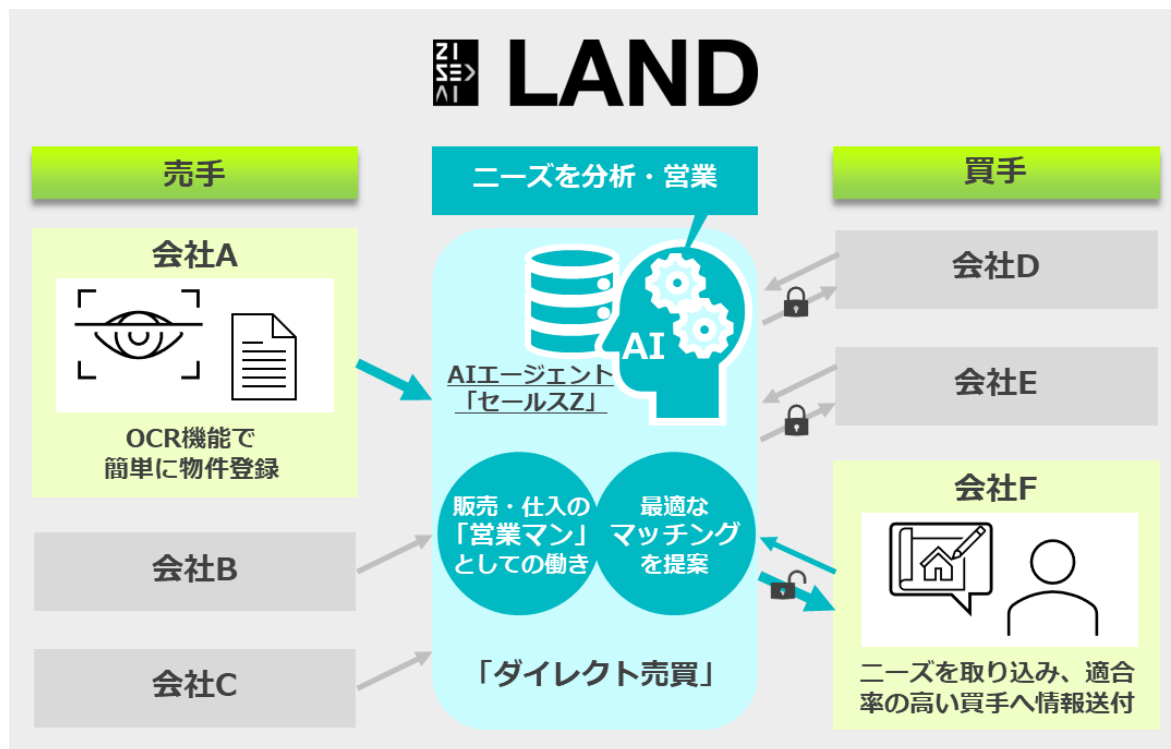 ZI
SED
AI
LAND
売手
ニーズを分析・営業
買手
会社A
OCR機能で
簡単に物件登録
会社B
会社C
AI
AIエージェント
「セールスZ」
販売・仕入の
「営業マン」
としての働き
最適な
マッチング
を提案
「ダイレクト売買」
会社D
会社E
会社F
ニーズを取り込み、適合
率の高い買手へ情報送付